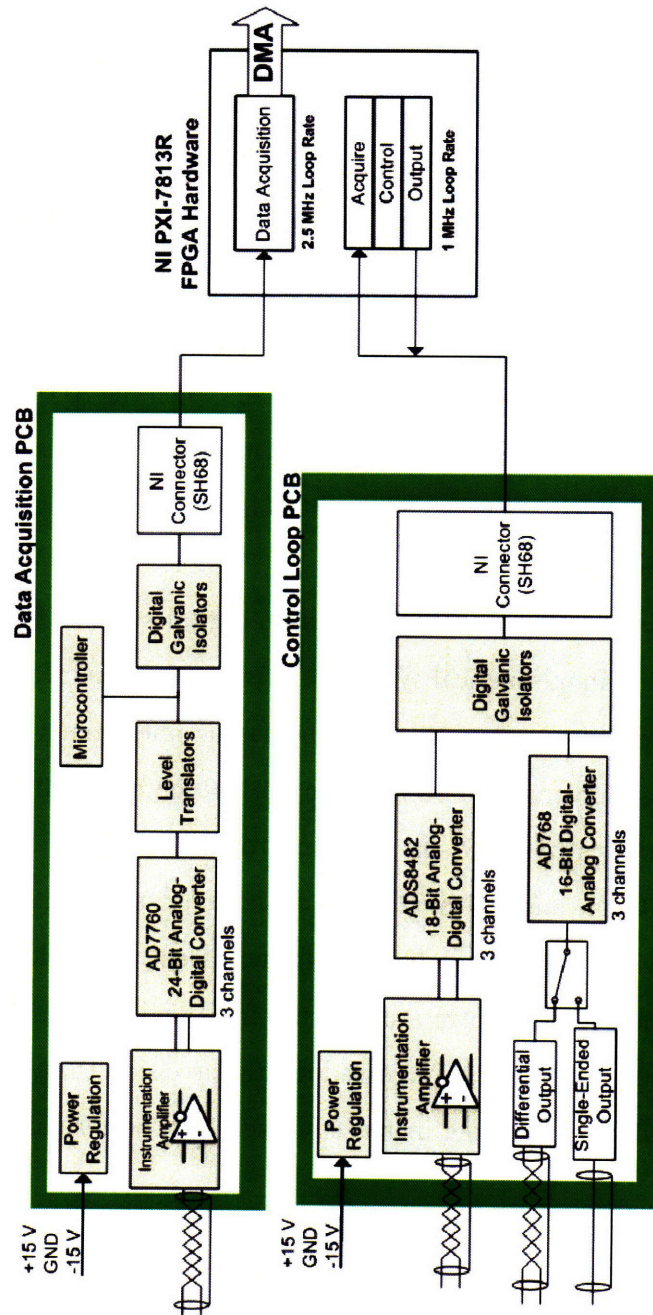 Data Acquisition PCB
+15 V
GND
-15 V
Power
Regulation
Instrumentation
Amplifier
+
-
AD7760
24-Bit Analog-
Digital Converter
3 channels
Level
Translators
Microcontroller
Digital
Galvanic
Isolators
NI
Connector
(SH68)
Control Loop PCB
+15 V
GND
-15 V
Power
Regulation
Instrumentation
Amplifier
+
-
ADS8482
18-Bit Analog-
Digital Converter
3 channels
Differential
Output
Single-Ended
Output
AD768
16-Bit Digital-
Analog Converter
3 channels
Digital
Galvanic
Isolators
NI
Connector
(SH68)
NI PXI-7813R
FPGA Hardware
Data Acquisition
2.5 MHz Loop Rate
DMA
Acquire
Control
Output
1 MHz Loop Rate